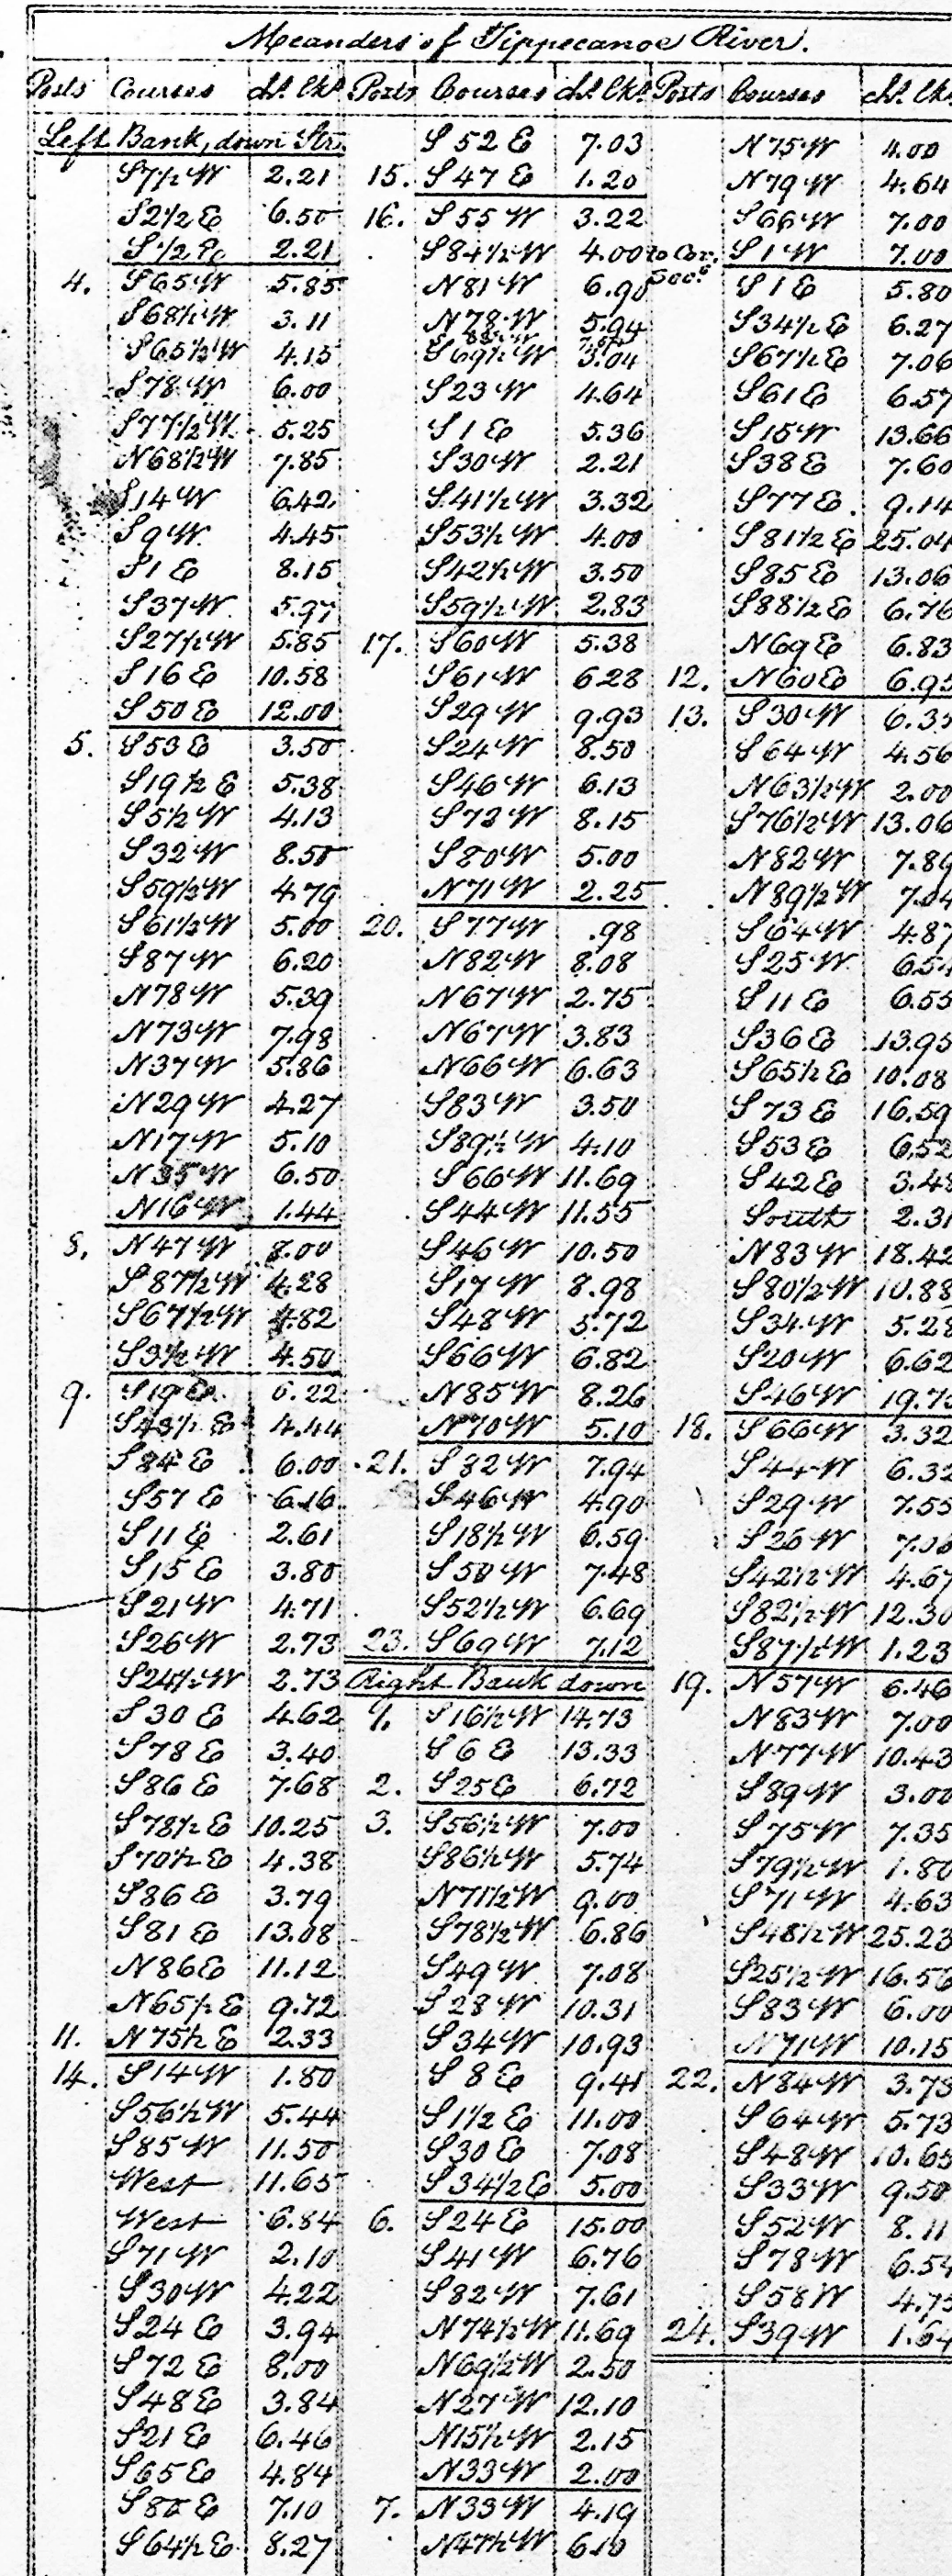 Meanders of Tippecanoe River.
Posts Courses chs lks
Left Bank, down Str.
S 7½ W 2.21
S 2½ E 6.50
S ½ E 2.21
4. S 65 W 5.85
S 68½ W 3.11
S 65½ W 4.15
S 78 W 6.00
S 77½ W 5.25
N 68½ W 7.85
S 14 W 6.42
S 9 W 4.45
S 1 E 8.15
S 37 W 5.97
S 27½ W 5.85
S 16 E 10.58
S 50 E 12.00
5. S 53 E 3.50
S 19½ E 5.38
S 5½ W 4.13
S 32 W 8.50
S 59½ W 4.79
S 61½ W 5.00
S 87 W 6.20
N 78 W 5.39
N 73 W 7.98
N 37 W 5.86
N 29 W 4.27
N 17 W 5.10
N 35 W 6.50
N 16 W 1.44
8. N 47 W 8.00
S 87½ W 4.28
S 67½ W 4.82
S 3½ W 4.50
9. S 19 E 6.22
S 43½ E 4.44
S 84 E 6.00
S 57 E 6.16
S 11 E 2.61
S 15 E 3.80
S 21 W 4.71
S 26 W 2.73
S 24½ W 2.73
S 30 E 4.62
S 78 E 3.40
S 86 E 7.68
S 78½ E 10.25
S 70½ E 4.38
S 86 E 3.79
S 81 E 13.08
N 86 E 11.12
N 65½ E 9.72
11. N 75½ E 2.33
14. S 14 W 1.80
S 56½ W 5.44
S 85 W 11.50
West 11.65
West 6.84
S 71 W 2.10
S 30 W 4.22
S 24 E 3.94
S 72 E 8.00
S 48 E 3.84
S 21 E 6.46
S 65 E 4.84
S 80 E 7.10
S 64½ E 8.27
Posts Courses chs lks
S 52 E 7.03
15. S 47 E 1.20
16. S 55 W 3.22
S 84½ W 4.00
N 81 W 6.90
N 78 W 5.94
S 69½ W 3.04
S 23 W 4.64
S 1 E 5.36
S 30 W 2.21
S 41½ W 3.32
S 53½ W 4.00
S 42½ W 3.50
S 59½ W 2.83
17. S 60 W 5.38
S 61 W 6 28
S 29 W 9.93
S 24 W 8.50
S 46 W 6.13
S 73 W 8.15
S 80 W 5.00
N 71 W 2.25
20. S 77 W .98
N 82 W 8.08
N 67 W 2.75
N 67 W 3.83
N 66 W 6.63
S 83 W 3.50
S 89½ W 4.10
S 66 W 11.69
S 44 W 11.55
S 46 W 10.50
S 17 W 8.98
S 48 W 5.72
S 66 W 6.82
N 85 W 8.26
N 70 W 5.10
21. S 82 W 7.94
S 46 W 4.90
S 18½ W 6.59
S 50 W 7.48
S 52½ W 6.69
23. S 69 W 7.12
Right Bank down
1. S 16½ W 14.73
S 6 E 13.33
2. S 25 E 6.72
3. S 56½ W 7.00
S 86½ W 5.74
N 71½ W 9.00
S 78½ W 6.86
S 49 W 7.08
S 28 W 10.31
S 34 W 10.93
S 8 E 9.41
S 1½ E 11.00
S 30 E 7.08
S 34½ E 5.00
6. S 24 E 15.00
S 41 W 6.76
S 82 W 7.61
N 74½ W 11.69
N 69½ W 2.50
N 27 W 12.10
N 15½ W 2.15
N 33 W 2.00
7. N 33 W 4.19
N 47½ W 6.10
Posts Courses chs lks
N 75 W 4.00
N 79 W 4.64
S 66 W 7.00
to Cor. Secs S 1 W 7.00
S 1 E 5.80
S 34½ E 6.27
S 67½ E 7.06
S 61 E 6.57
S 15 W 13.66
S 38 E 7.60
S 77 E 9.14
S 81½ E 25.04
S 85 E 13.06
S 88½ E 6.76
N 69 E 6.83
12. N 60 E 6.95
13. S 30 W 6.35
S 64 W 4.56
N 63½ W 2.00
S 76½ W 13.06
N 82 W 7.89
N 89½ W 7.04
S 64 W 4.87
S 25 W
S 11 E 6.55
S 36 E 13.95
S 65½ E 10.08
S 73 E 16.59
S 53 E 6.52
S 42 E 3.48
South 2.31
N 83 W 18.42
S 80½ W 10.88
S 34 W 5.28
S 20 W 6.62
S 46 W 19.75
18. S 66 W 3.32
S 44 W 6.32
S 29 W 7.55
S 26 W
S 42½ W 4.67
S 82½ W 12.30
S 87½ W 1.23
19. N 57 W 6.46
N 83 W 7.00
N 77 W 10.43
S 89 W 3.00
S 75 W 7.35
S 79½ W 1.80
S 71 W 4.63
S 48½ W 25.23
S 25½ W 16.56
S 83 W 6.00
N 71 W 10.15
22. N 84 W 3.78
S 64 W 5.73
S 48 W 10.65
S 33 W 9.50
S 52 W 8.11
S 78 W 6.54
S 58 W 4.75
24. S 39 W 1.64